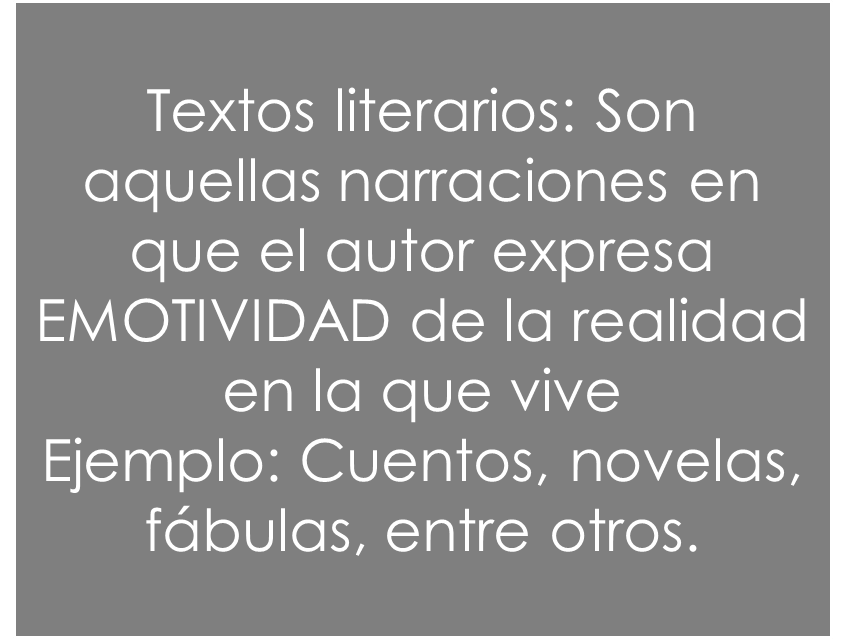 Textos literarios: Son
aquellas narraciones en
que el autor expresa
EMOTIVIDAD de la realidad
en la que vive
Ejemplo: Cuentos, novelas,
fábulas, entre otros.